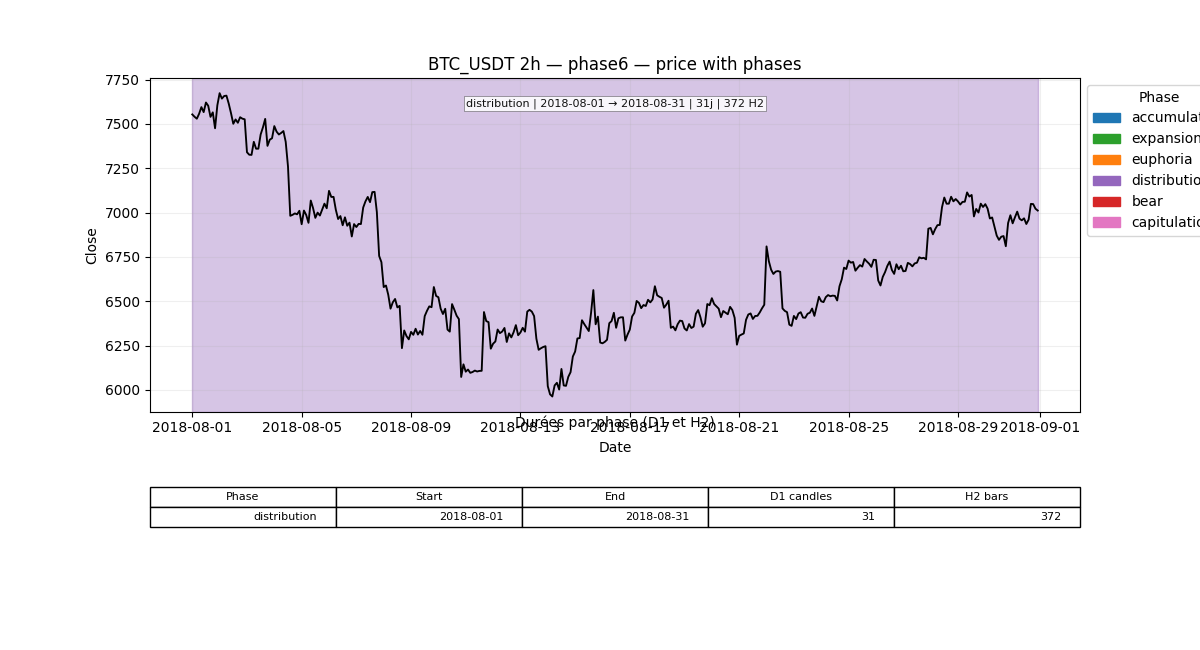 BTC_USDT 2h — phase6 — price with phases
7750
7500
7250
7000
6750
6500
6250
6000
Close
distribution | 2018-08-01 → 2018-08-31 | 31j | 372 H2
Phase
accumulat
expansion
euphoria
distributio
bear
capitulatio
2018-08-01 2018-08-05 2018-08-09 2018-08-13 2018-08-17 2018-08-21 2018-08-25 2018-08-29 2018-09-01
Durées par phase (D1 et H2)
Date
Phase Start End D1 candles H2 bars
distribution 2018-08-01 2018-08-31 31 372